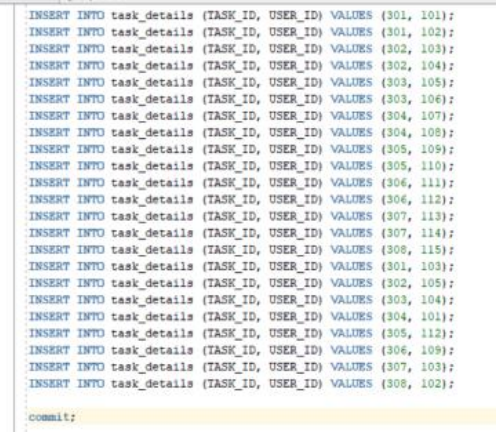 INSERT INTO task_details (TASK_ID, USER_ID) VALUES (301, 101);
INSERT INTO task_details (TASK_ID, USER_ID) VALUES (301, 102);
INSERT INTO task_details (TASK_ID, USER_ID) VALUES (302, 103);
INSERT INTO task_details (TASK_ID, USER_ID) VALUES (302, 104);
INSERT INTO task_details (TASK_ID, USER_ID) VALUES (303, 105);
INSERT INTO task_details (TASK_ID, USER_ID) VALUES (303, 106);
INSERT INTO task_details (TASK_ID, USER_ID) VALUES (304, 107);
INSERT INTO task_details (TASK_ID, USER_ID) VALUES (304, 108);
INSERT INTO task_details (TASK_ID, USER_ID) VALUES (305, 109);
INSERT INTO task_details (TASK_ID, USER_ID) VALUES (305, 110);
INSERT INTO task_details (TASK_ID, USER_ID) VALUES (306, 111);
INSERT INTO task_details (TASK_ID, USER_ID) VALUES (306, 112);
INSERT INTO task_details (TASK_ID, USER_ID) VALUES (307, 113);
INSERT INTO task_details (TASK_ID, USER_ID) VALUES (307, 114);
INSERT INTO task_details (TASK_ID, USER_ID) VALUES (308, 115);
INSERT INTO task_details (TASK_ID, USER_ID) VALUES (301, 103);
INSERT INTO task_details (TASK_ID, USER_ID) VALUES (302, 105);
INSERT INTO task_details (TASK_ID, USER_ID) VALUES (303, 104);
INSERT INTO task_details (TASK_ID, USER_ID) VALUES (304, 101);
INSERT INTO task_details (TASK_ID, USER_ID) VALUES (305, 112);
INSERT INTO task_details (TASK_ID, USER_ID) VALUES (306, 109);
INSERT INTO task_details (TASK_ID, USER_ID) VALUES (307, 103);
INSERT INTO task_details (TASK_ID, USER_ID) VALUES (308, 102);
commit;